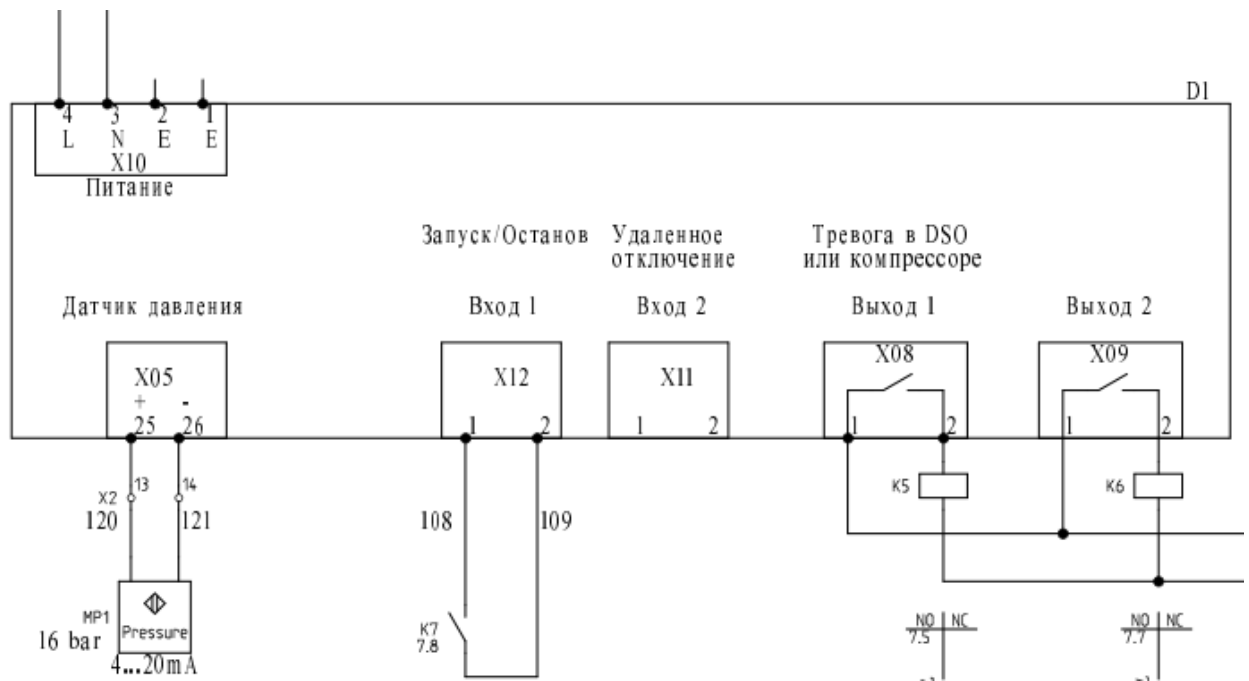 D1
4 3 2 1
L N E E
X10
Питание
Запуск/Останов
Удаленное
отключение
Тревога в DSO
или компрессоре
Датчик давления
Вход 1
Вход 2
Выход 1
Выход 2
X05
+ -
25 26
X12
1 2
X11
1 2
X08
1 2
X09
1 2
X2 13 14
120 121
108 109
K5
K6
MP1
16 bar
Pressure
4...20mA
K7
7.8
NO NC
7.5
NO NC
7.7